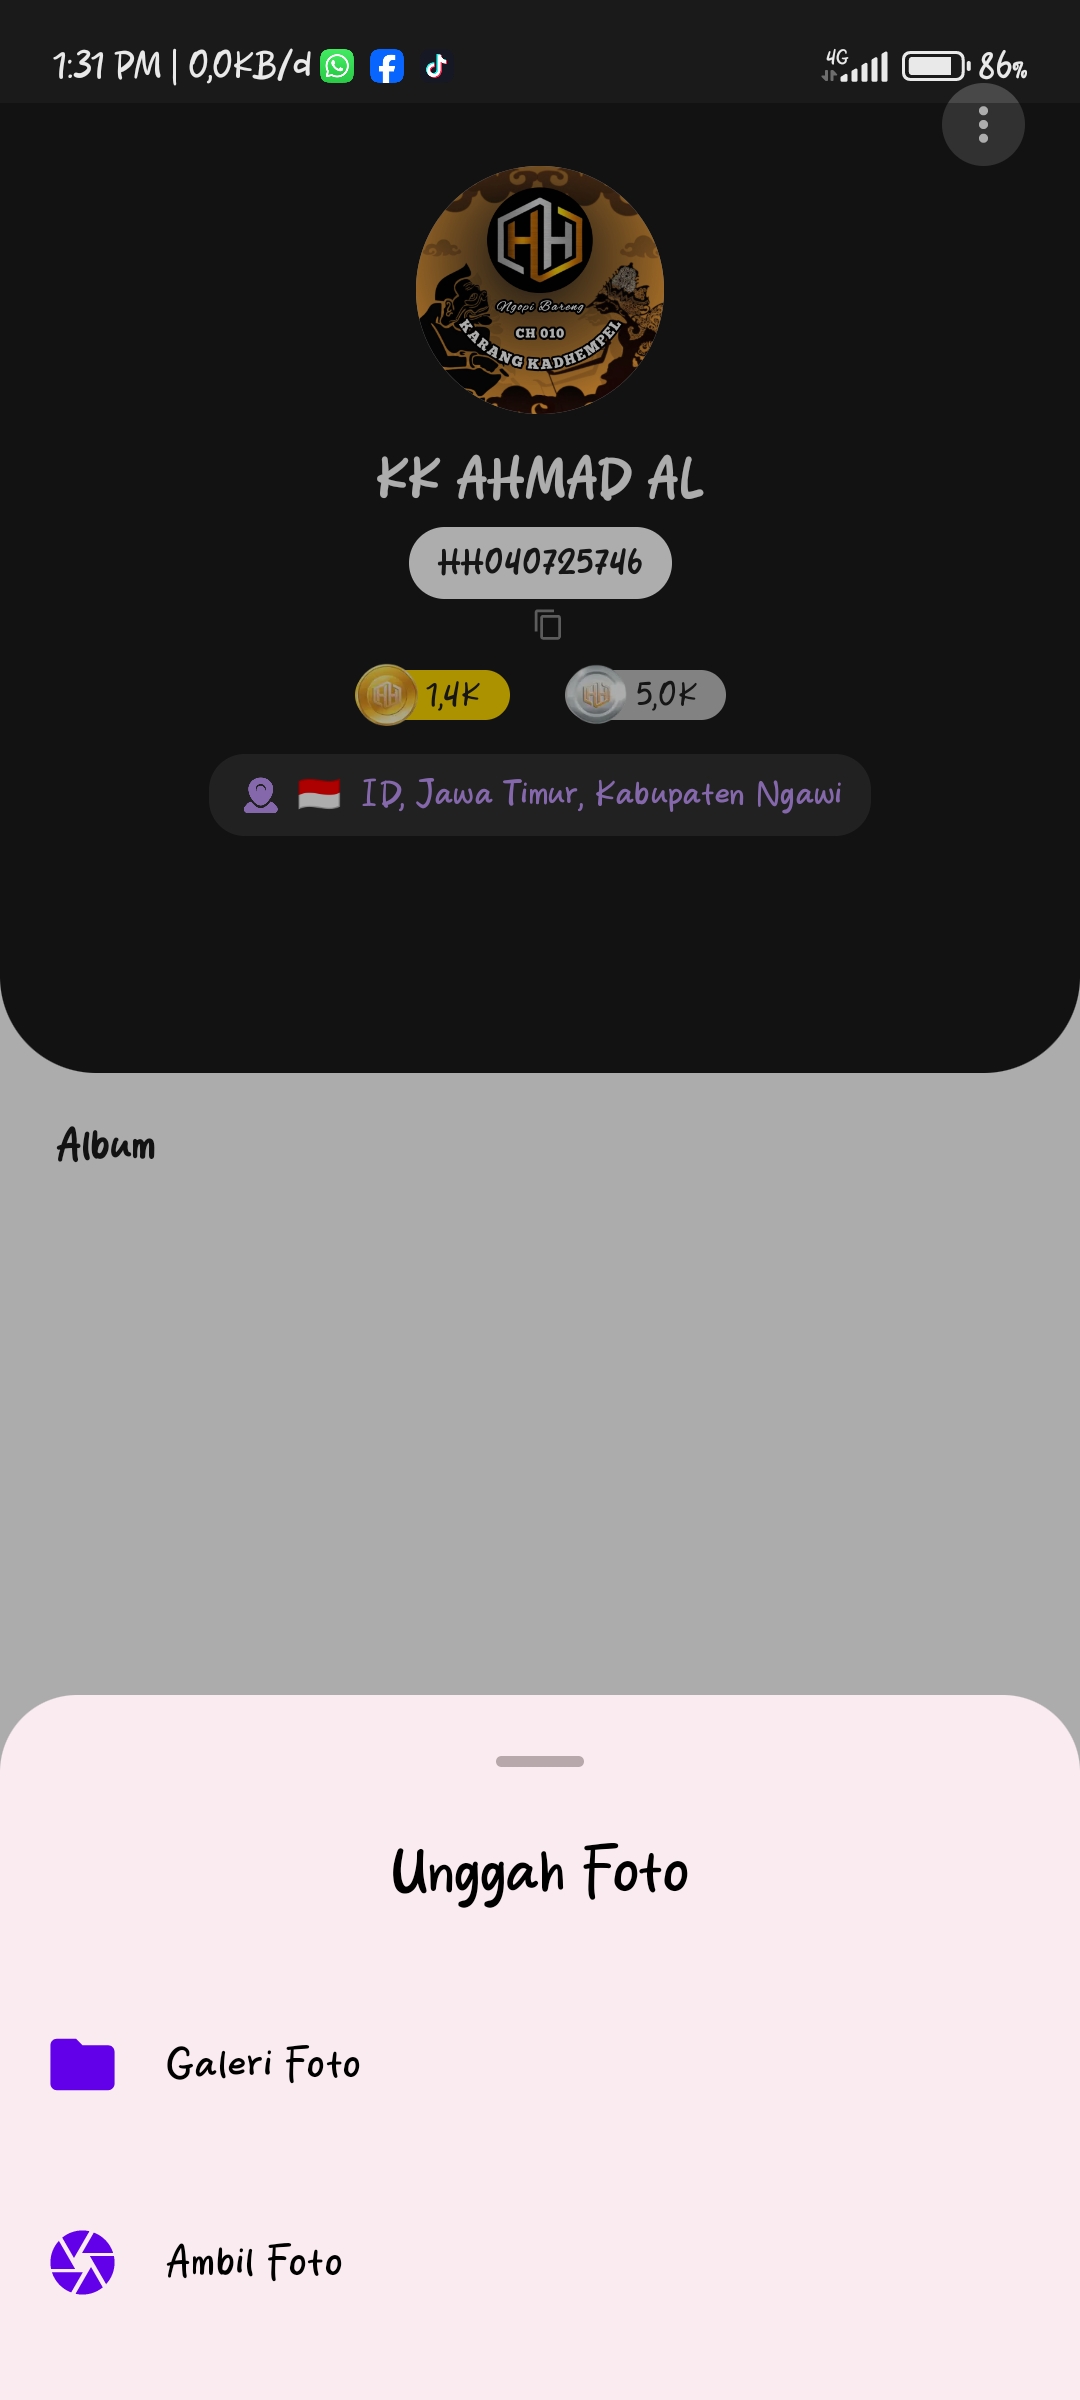 1:31 PM | 0,0KB/d
4G
86%
HH
Ngopi Bareng
CH 010
KARANG KADHEMPEL
KK AHMAD AL
HH040725746
1,4K
5,0K
ID, Jawa Timur, Kabupaten Ngawi
Album
Unggah Foto
Galeri Foto
Ambil Foto